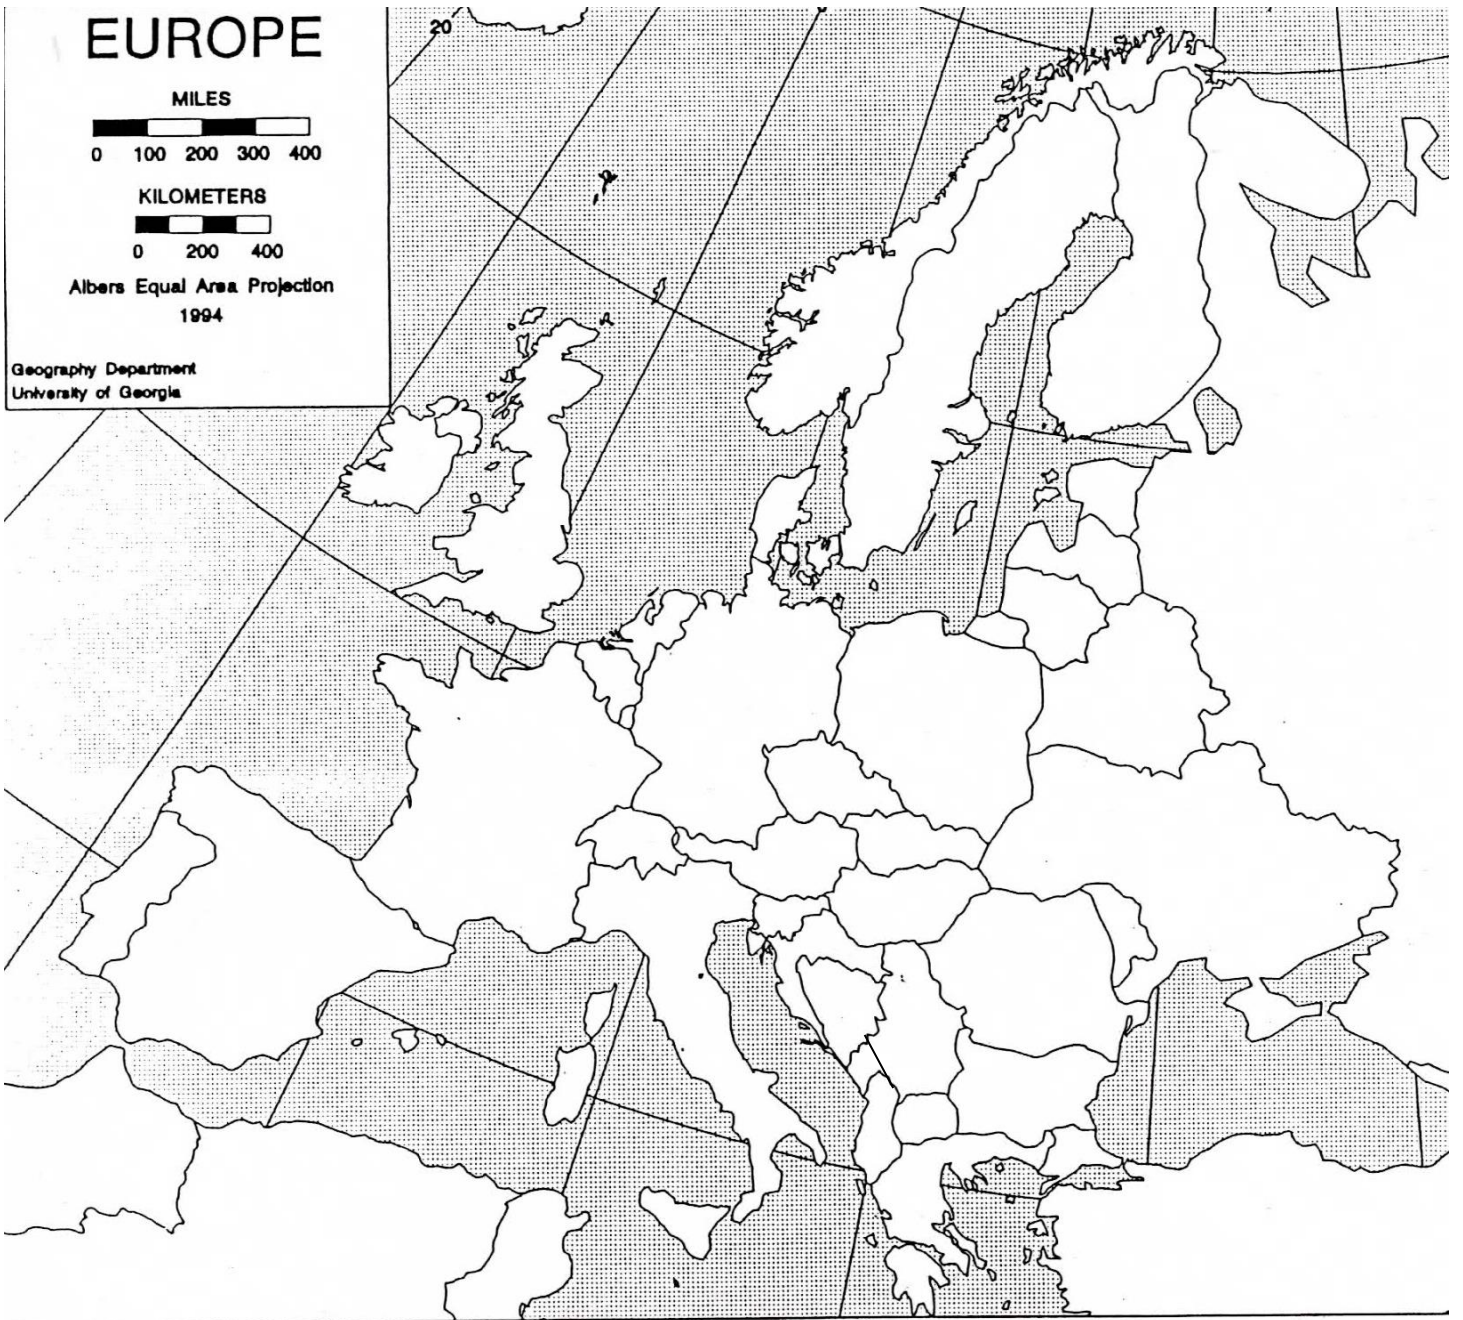 EUROPE
20
MILES
0 100 200 300 400
KILOMETERS
0 200 400
Albers Equal Area Projection
1994
Geography Department
University of Georgia